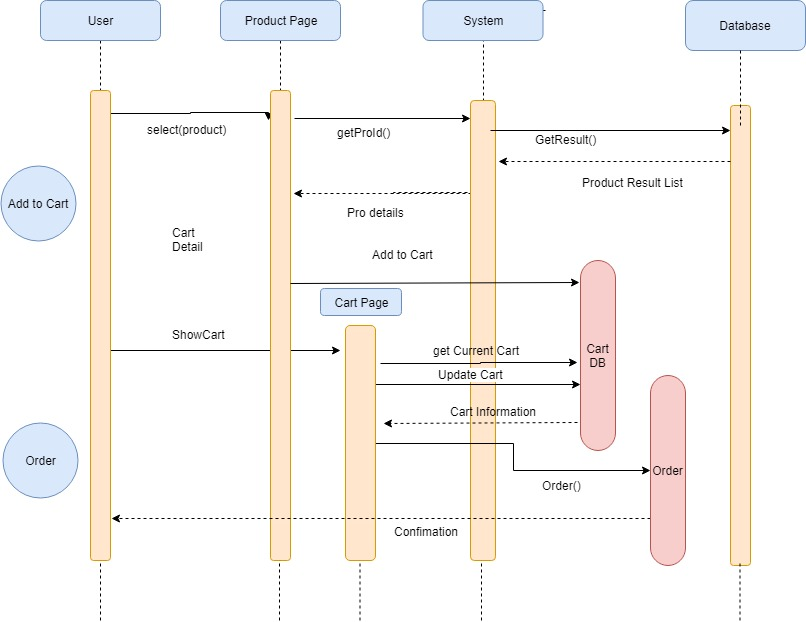 User
Product Page
System
Database
select(product)
getProId()
GetResult()
Product Result List
Add to Cart
Pro details
Cart
Detail
Add to Cart
Cart Page
ShowCart
get Current Cart
Cart
DB
Update Cart
Cart Information
Order
Order
Order()
Confimation